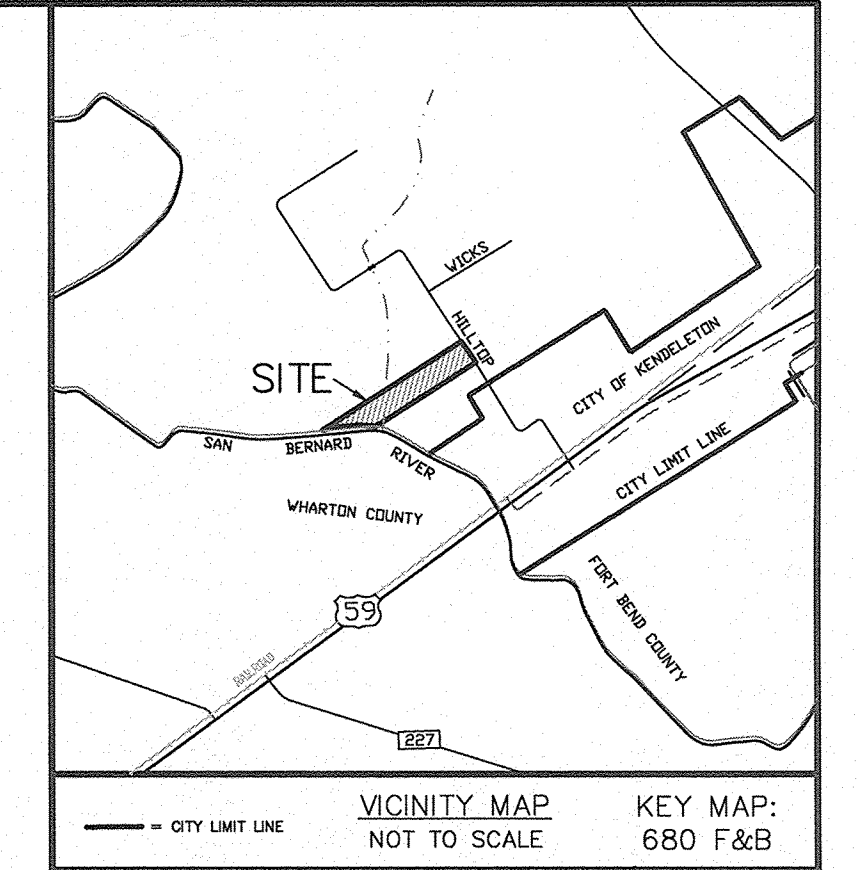 WICKS
HILLTOP
SITE
CITY OF KENDELETON
SAN BERNARD RIVER
CITY LIMIT LINE
WHARTON COUNTY
FORT BEND COUNTY
59
RAILROAD
227
= CITY LIMIT LINE
VICINITY MAP
NOT TO SCALE
KEY MAP:
680 F&B